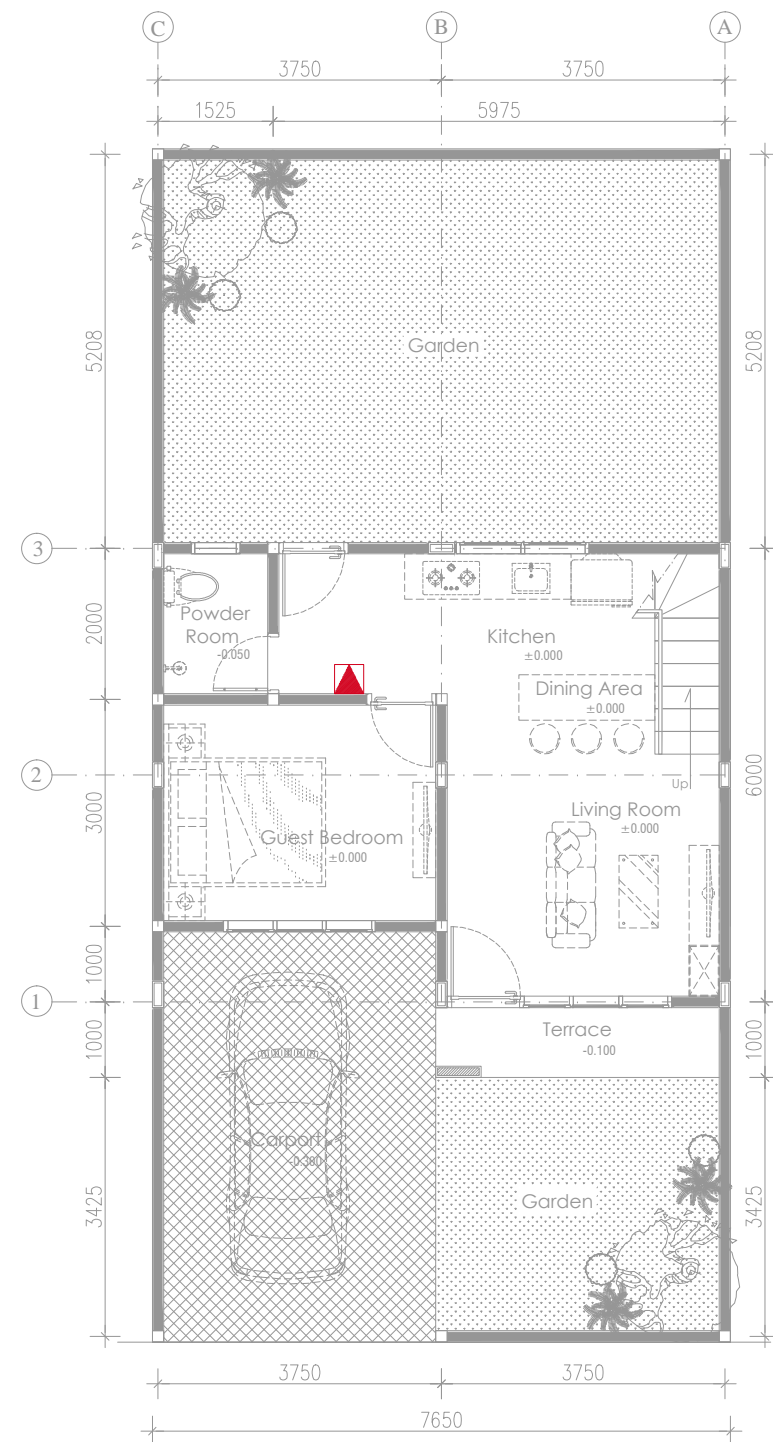 C
B
A
3750
3750
1525
5975
5208
Garden
5208
3
2000
Powder
Room
-0.050
Kitchen
±0.000
Dining Area
±0.000
2
3000
6000
Up
Living Room
±0.000
Guest Bedroom
±0.000
1000
1
1000
Terrace
-0.100
1000
Carport
-0.300
3425
Garden
3425
3750
3750
7650